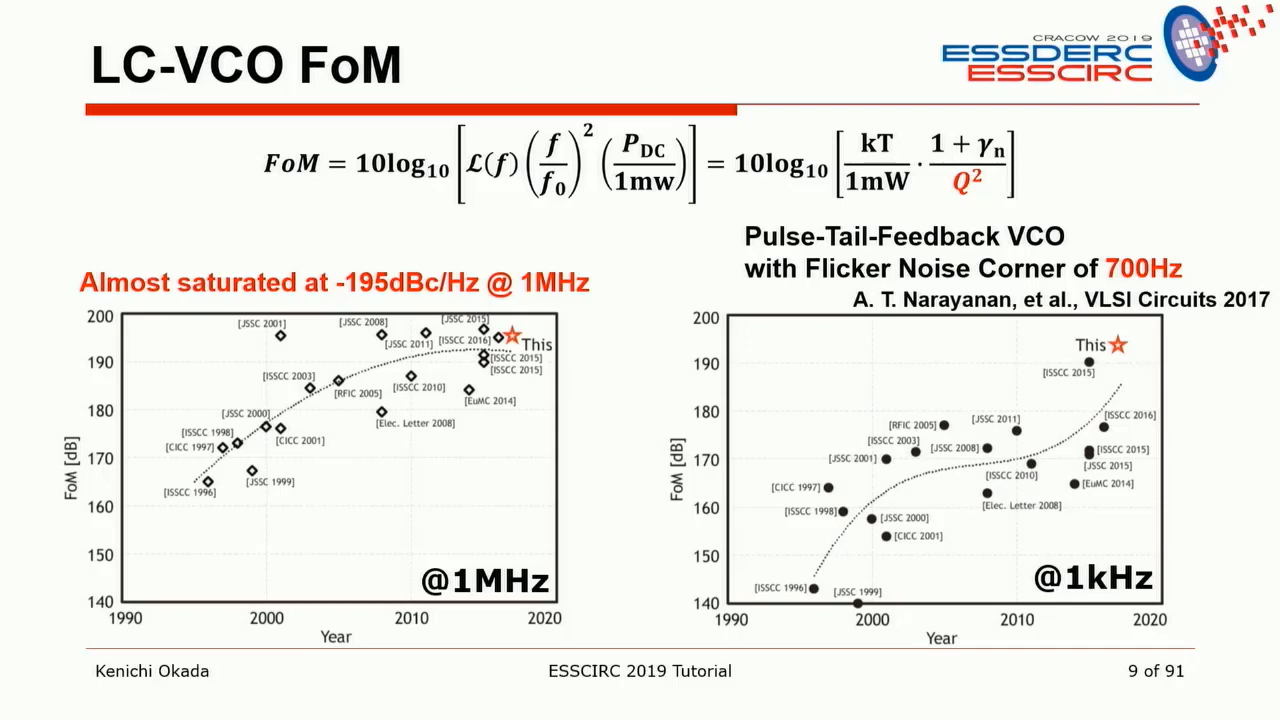 LC-VCO FoM
CRACOW 2019
ESSDERC
ESSCIRC
FoM = 10log₁₀ [ℒ(f) (f/f₀)² (P_DC/1mw)] = 10log₁₀ [kT/1mW · (1 + γₙ)/Q²]
Almost saturated at -195dBc/Hz @ 1MHz
Pulse-Tail-Feedback VCO
with Flicker Noise Corner of 700Hz
A. T. Narayanan, et al., VLSI Circuits 2017
FoM [dB]
200
190
180
170
160
150
140
[JSSC 2001]
[JSSC 2008]
[JSSC 2015]
[JSSC 2011]
[ISSCC 2016]
This
[ISSCC 2015]
[ISSCC 2015]
[ISSCC 2003]
[RFIC 2005]
[ISSCC 2010]
[EuMC 2014]
[JSSC 2000]
[Elec. Letter 2008]
[ISSCC 1998]
[CICC 1997]
[CICC 2001]
[ISSCC 1996]
[JSSC 1999]
@1MHz
1990
2000
2010
2020
Year
FoM [dB]
200
190
180
170
160
150
140
This
[ISSCC 2015]
[ISSCC 2016]
[JSSC 2011]
[RFIC 2005]
[ISSCC 2003]
[JSSC 2008]
[JSSC 2001]
[ISSCC 2015]
[JSSC 2015]
[ISSCC 2010]
[EuMC 2014]
[CICC 1997]
[Elec. Letter 2008]
[ISSCC 1998]
[JSSC 2000]
[CICC 2001]
[ISSCC 1996]
[JSSC 1999]
@1kHz
1990
2000
2010
2020
Year
Kenichi Okada
ESSCIRC 2019 Tutorial
9 of 91